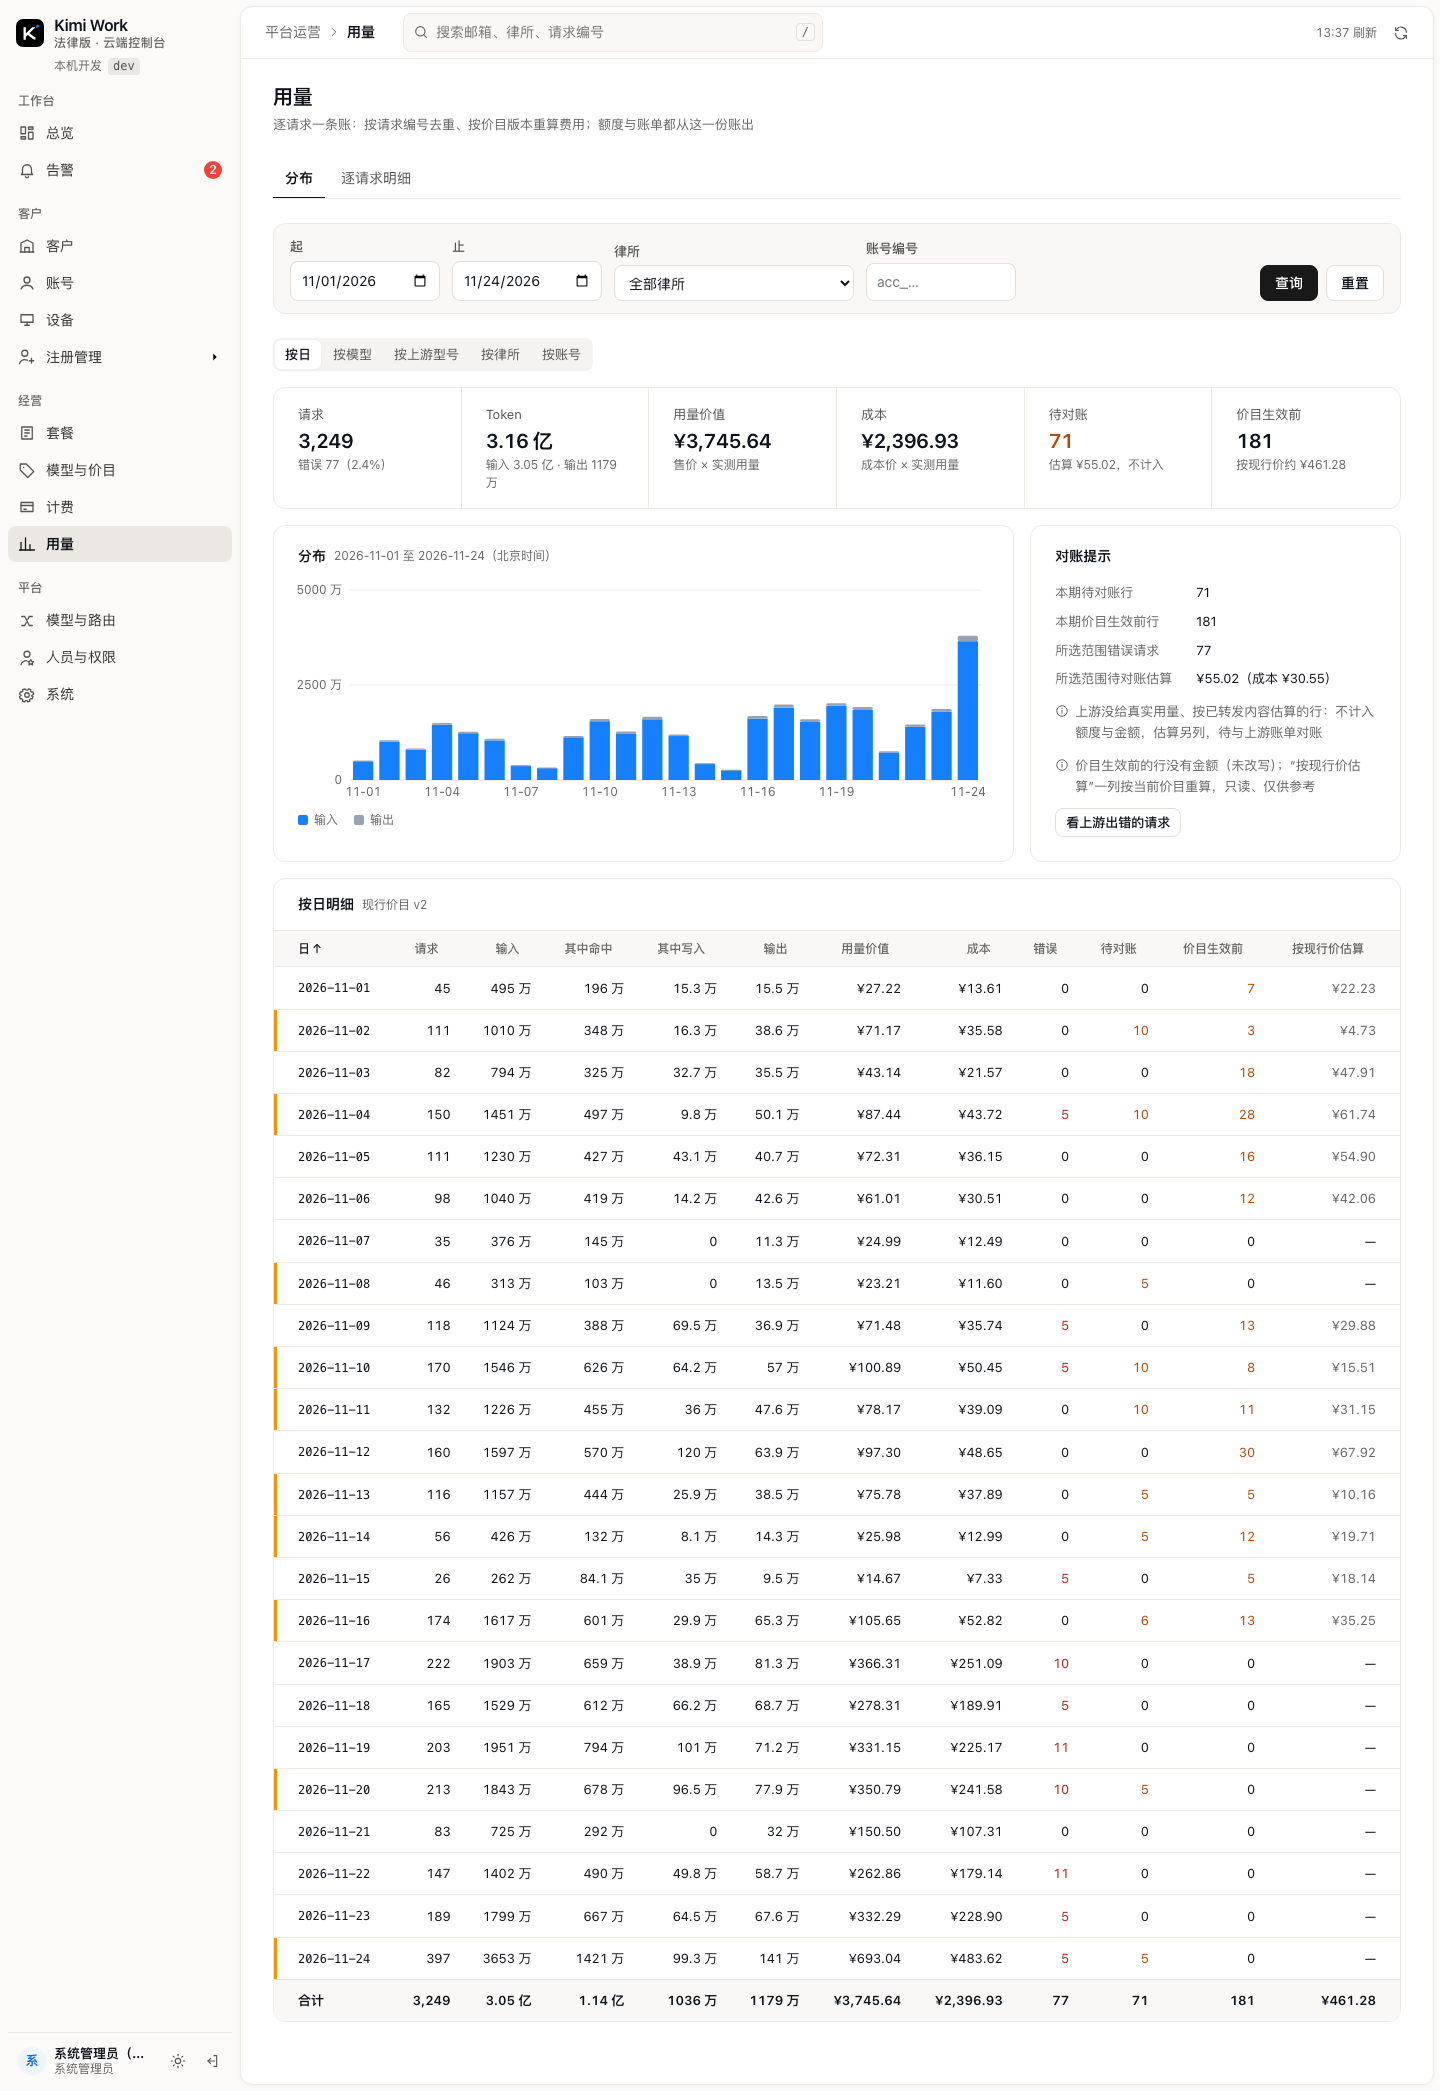 Kimi Work
法律版 · 云端控制台
本机开发 dev
工作台
总览
告警 2
客户
客户
账号
设备
注册管理
经营
套餐
模型与价目
计费
用量
平台
模型与路由
人员与权限
系统
系 系统管理员（...
系统管理员
平台运营 > 用量
搜索邮箱、律所、请求编号 /
13:37 刷新
用量
逐请求一条账：按请求编号去重、按价目版本重算费用；额度与账单都从这一份账出
分布 逐请求明细
起 止 律所 账号编号
11/01/2026 11/24/2026 全部律所 acc_... 查询 重置
按日 按模型 按上游型号 按律所 按账号
请求
3,249
错误 77（2.4%）
Token
3.16 亿
输入 3.05 亿 · 输出 1179
万
用量价值
¥3,745.64
售价 × 实测用量
成本
¥2,396.93
成本价 × 实测用量
待对账
71
估算 ¥55.02，不计入
价目生效前
181
按现行价约 ¥461.28
分布 2026-11-01 至 2026-11-24（北京时间）
5000 万
2500 万
0
11-01 11-04 11-07 11-10 11-13 11-16 11-19 11-24
输入 输出
对账提示
本期待对账行 71
本期价目生效前行 181
所选范围错误请求 77
所选范围待对账估算 ¥55.02（成本 ¥30.55）
上游没给真实用量、按已转发内容估算的行：不计入
额度与金额，估算另列，待与上游账单对账
价目生效前的行没有金额（未改写）；“按现行价估
算”一列按当前价目重算，只读、仅供参考
看上游出错的请求
按日明细 现行价目 v2
日↑ 请求 输入 其中命中 其中写入 输出 用量价值 成本 错误 待对账 价目生效前 按现行价估算
2026-11-01 45 495 万 196 万 15.3 万 15.5 万 ¥27.22 ¥13.61 0 0 7 ¥22.23
2026-11-02 111 1010 万 348 万 16.3 万 38.6 万 ¥71.17 ¥35.58 0 10 3 ¥4.73
2026-11-03 82 794 万 325 万 32.7 万 35.5 万 ¥43.14 ¥21.57 0 0 18 ¥47.91
2026-11-04 150 1451 万 497 万 9.8 万 50.1 万 ¥87.44 ¥43.72 5 10 28 ¥61.74
2026-11-05 111 1230 万 427 万 43.1 万 40.7 万 ¥72.31 ¥36.15 0 0 16 ¥54.90
2026-11-06 98 1040 万 419 万 14.2 万 42.6 万 ¥61.01 ¥30.51 0 0 12 ¥42.06
2026-11-07 35 376 万 145 万 0 11.3 万 ¥24.99 ¥12.49 0 0 0 —
2026-11-08 46 313 万 103 万 0 13.5 万 ¥23.21 ¥11.60 0 5 0 —
2026-11-09 118 1124 万 388 万 69.5 万 36.9 万 ¥71.48 ¥35.74 5 0 13 ¥29.88
2026-11-10 170 1546 万 626 万 64.2 万 57 万 ¥100.89 ¥50.45 5 10 8 ¥15.51
2026-11-11 132 1226 万 455 万 36 万 47.6 万 ¥78.17 ¥39.09 0 10 11 ¥31.15
2026-11-12 160 1597 万 570 万 120 万 63.9 万 ¥97.30 ¥48.65 0 0 30 ¥67.92
2026-11-13 116 1157 万 444 万 25.9 万 38.5 万 ¥75.78 ¥37.89 0 5 5 ¥10.16
2026-11-14 56 426 万 132 万 8.1 万 14.3 万 ¥25.98 ¥12.99 0 5 12 ¥19.71
2026-11-15 26 262 万 84.1 万 35 万 9.5 万 ¥14.67 ¥7.33 5 0 5 ¥18.14
2026-11-16 174 1617 万 601 万 29.9 万 65.3 万 ¥105.65 ¥52.82 0 6 13 ¥35.25
2026-11-17 222 1903 万 659 万 38.9 万 81.3 万 ¥366.31 ¥251.09 10 0 0 —
2026-11-18 165 1529 万 612 万 66.2 万 68.7 万 ¥278.31 ¥189.91 5 0 0 —
2026-11-19 203 1951 万 794 万 101 万 71.2 万 ¥331.15 ¥225.17 11 0 0 —
2026-11-20 213 1843 万 678 万 96.5 万 77.9 万 ¥350.79 ¥241.58 10 5 0 —
2026-11-21 83 725 万 292 万 0 32 万 ¥150.50 ¥107.31 0 0 0 —
2026-11-22 147 1402 万 490 万 49.8 万 58.7 万 ¥262.86 ¥179.14 11 0 0 —
2026-11-23 189 1799 万 667 万 64.5 万 67.6 万 ¥332.29 ¥228.90 5 0 0 —
2026-11-24 397 3653 万 1421 万 99.3 万 141 万 ¥693.04 ¥483.62 5 5 0 —
合计 3,249 3.05 亿 1.14 亿 1036 万 1179 万 ¥3,745.64 ¥2,396.93 77 71 181 ¥461.28